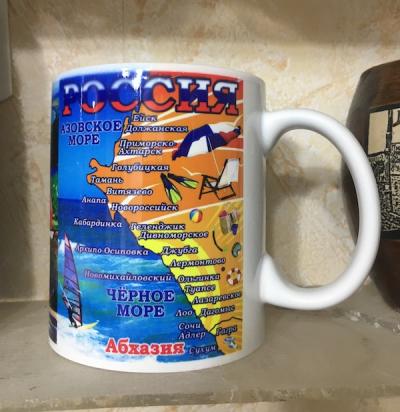 РОССИЯ
АЗОВСКОЕ
МОРЕ
Ейск
Должанская
Приморско-
Ахтарск
Голубицкая
Тамань
Витязево
Анапа
Новороссийск
Кабардинка
Геленджик
Дивноморское
Архипо-Осиповка
Джубга
Лермонтово
Новомихайловский
Ольгинка
Туапсе
ЧЁРНОЕ
МОРЕ
Лазаревское
Лоо Дагомыс
Сочи
Адлер
Гагра
Абхазия
Сухум